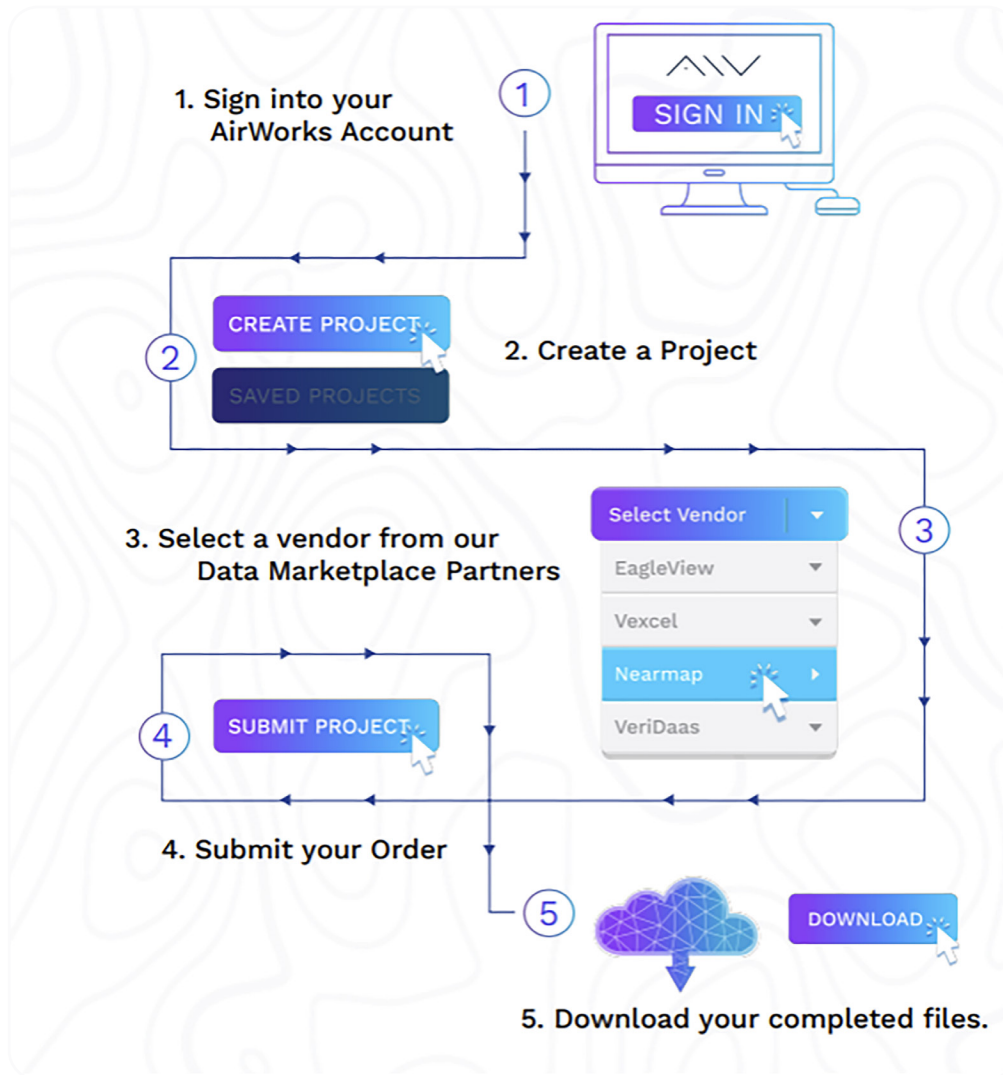 1. Sign into your
AirWorks Account
1
AW
SIGN IN
2
CREATE PROJECT
SAVED PROJECTS
2. Create a Project
3. Select a vendor from our
Data Marketplace Partners
Select Vendor
EagleView
Vexcel
Nearmap
VeriDaas
3
4
SUBMIT PROJECT
4. Submit your Order
5
DOWNLOAD
5. Download your completed files.